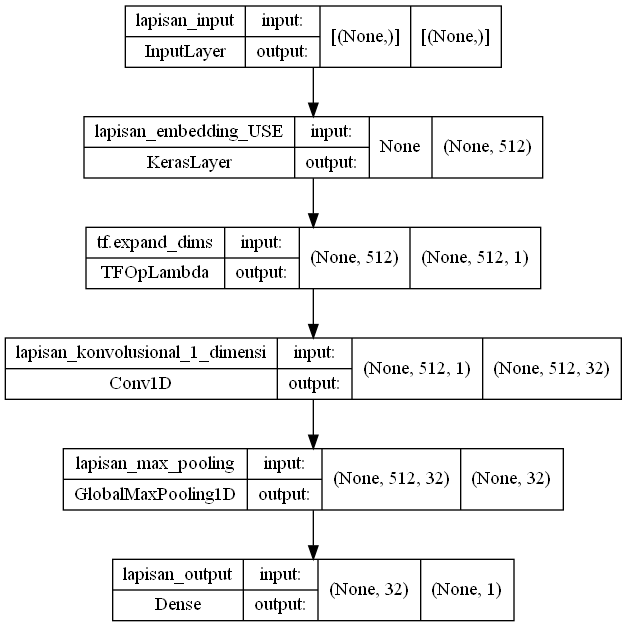 lapisan_input input: [(None,)] [(None,)]
InputLayer output:
lapisan_embedding_USE input: None (None, 512)
KerasLayer output:
tf.expand_dims input: (None, 512) (None, 512, 1)
TFOpLambda output:
lapisan_konvolusional_1_dimensi input: (None, 512, 1) (None, 512, 32)
Conv1D output:
lapisan_max_pooling input: (None, 512, 32) (None, 32)
GlobalMaxPooling1D output:
lapisan_output input: (None, 32) (None, 1)
Dense output: